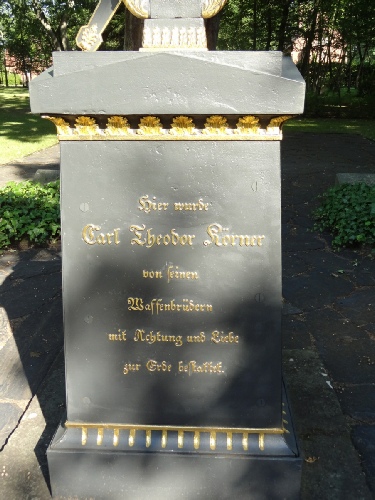 Hier wurde
Carl Theodor Körner
von seinen
Waffenbrüdern
mit Achtung und Liebe
zur Erde bestattet.